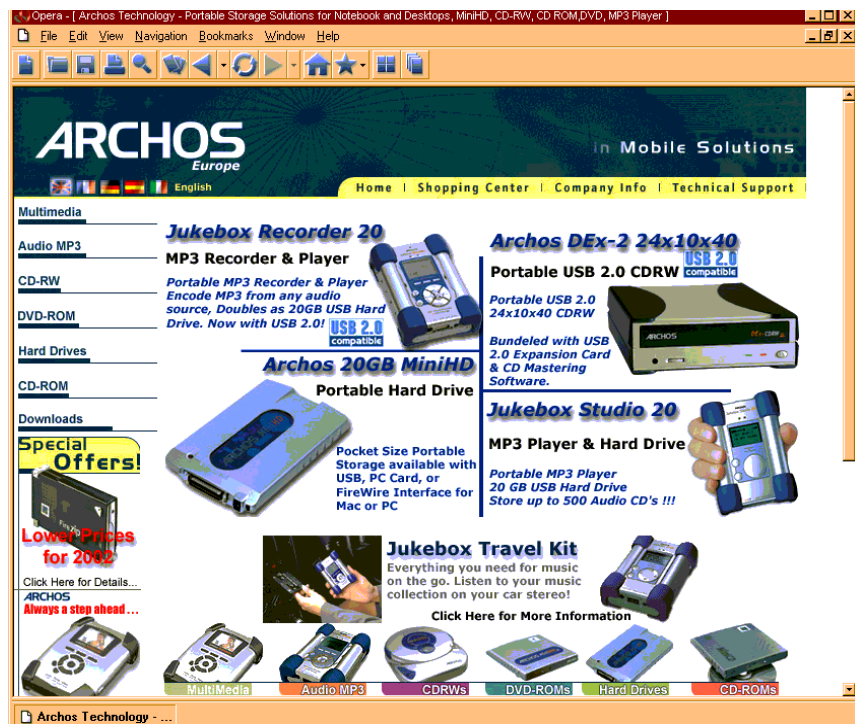 Opera - [ Archos Technology - Portable Storage Solutions for Notebook and Desktops, MiniHD, CD-RW, CD ROM,DVD, MP3 Player ]
File Edit View Navigation Bookmarks Window Help
ARCHOS
Europe
in Mobile Solutions
English
Home | Shopping Center | Company Info | Technical Support
Multimedia
Audio MP3
CD-RW
DVD-ROM
Hard Drives
CD-ROM
Downloads
Special
Offers!
Lower Prices
for 2002
Click Here for Details...
ARCHOS
Always a step ahead . . .
Jukebox Recorder 20
MP3 Recorder & Player
Portable MP3 Recorder & Player
Encode MP3 from any audio
source, Doubles as 20GB USB Hard
Drive. Now with USB 2.0!
USB 2.0
compatible
Archos DEx-2 24x10x40
Portable USB 2.0 CDRW
USB 2.0
compatible
Portable USB 2.0
24x10x40 CDRW
Bundeled with USB
2.0 Expansion Card
& CD Mastering
Software.
ARCHOS
Archos 20GB MiniHD
Portable Hard Drive
Pocket Size Portable
Storage available with
USB, PC Card, or
FireWire Interface for
Mac or PC
Jukebox Studio 20
MP3 Player & Hard Drive
Portable MP3 Player
20 GB USB Hard Drive
Store up to 500 Audio CD's !!!
Jukebox Travel Kit
Everything you need for music
on the go. Listen to your music
collection on your car stereo!
Click Here for More Information
MultiMedia
Audio MP3
CDRWs
DVD-ROMs
Hard Drives
CD-ROMs
Archos Technology - ...